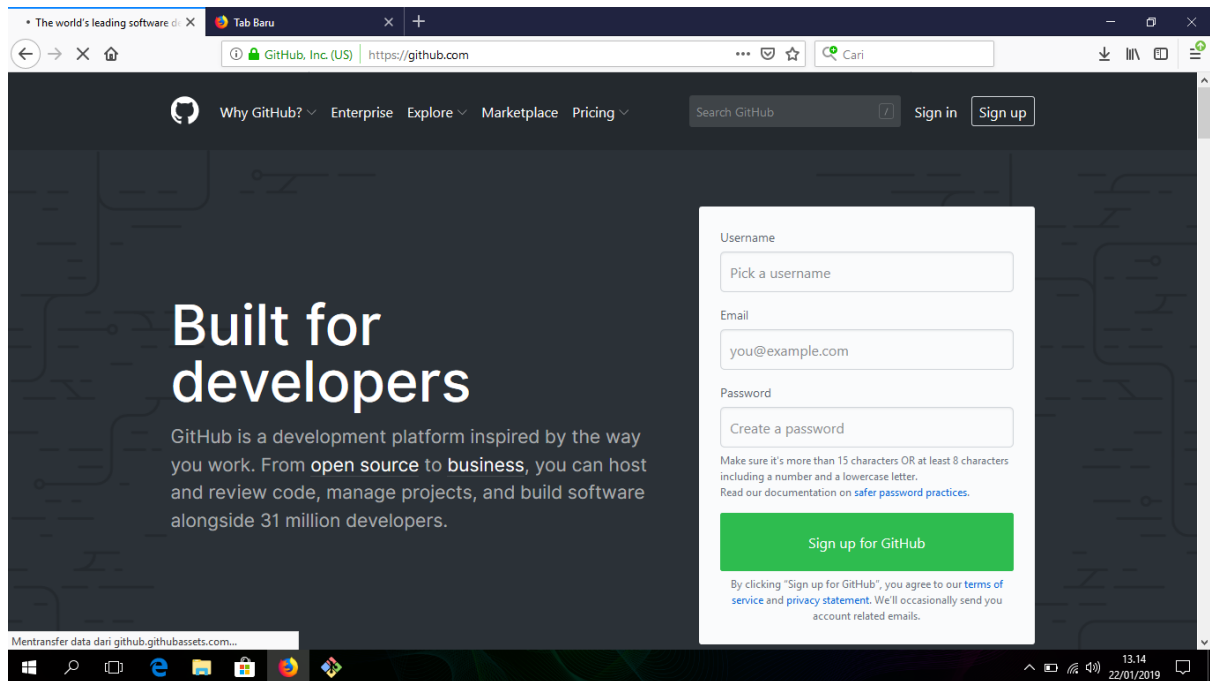 • The world's leading software d
Tab Baru
GitHub, Inc. (US)
https://github.com
Cari
Why GitHub?
Enterprise
Explore
Marketplace
Pricing
Search GitHub
/
Sign in
Sign up
Built for
developers
GitHub is a development platform inspired by the way
you work. From open source to business, you can host
and review code, manage projects, and build software
alongside 31 million developers.
Username
Pick a username
Email
you@example.com
Password
Create a password
Make sure it's more than 15 characters OR at least 8 characters
including a number and a lowercase letter.
Read our documentation on safer password practices.
Sign up for GitHub
By clicking "Sign up for GitHub", you agree to our terms of
service and privacy statement. We'll occasionally send you
account related emails.
Mentransfer data dari github.githubassets.com...
13.14
22/01/2019